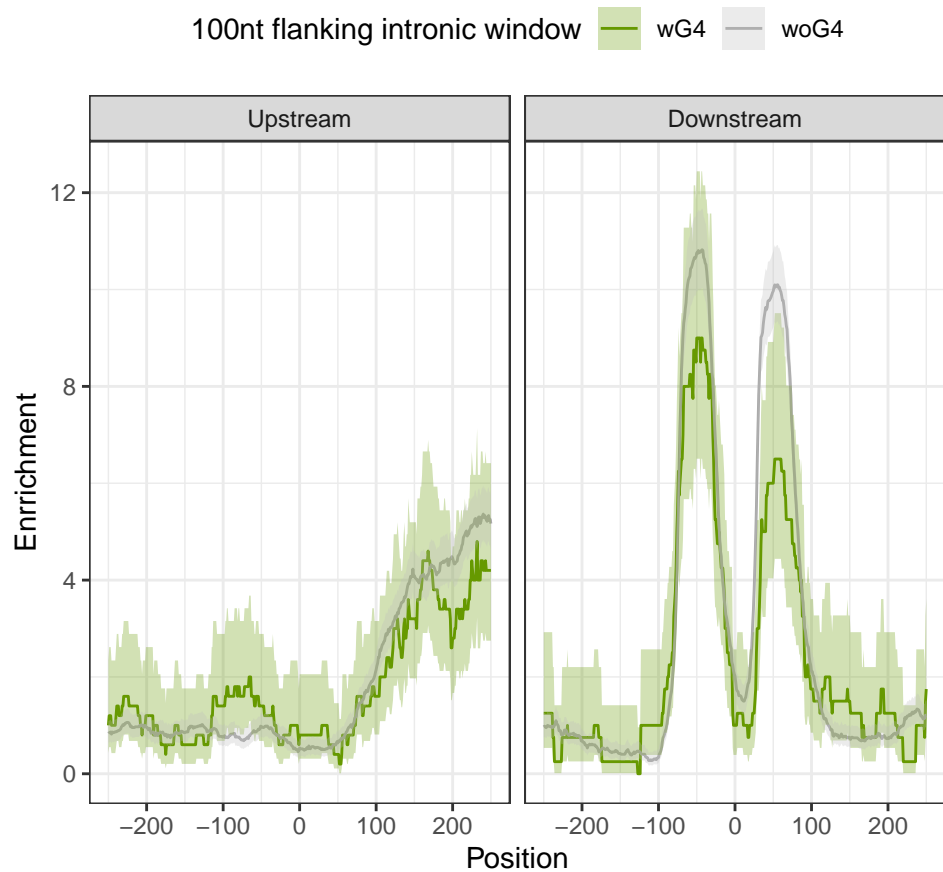 100nt flanking intronic window wG4 woG4
Upstream Downstream
12
8
4
0
Enrrichment
−200 −100 0 100 200 −200 −100 0 100 200
Position